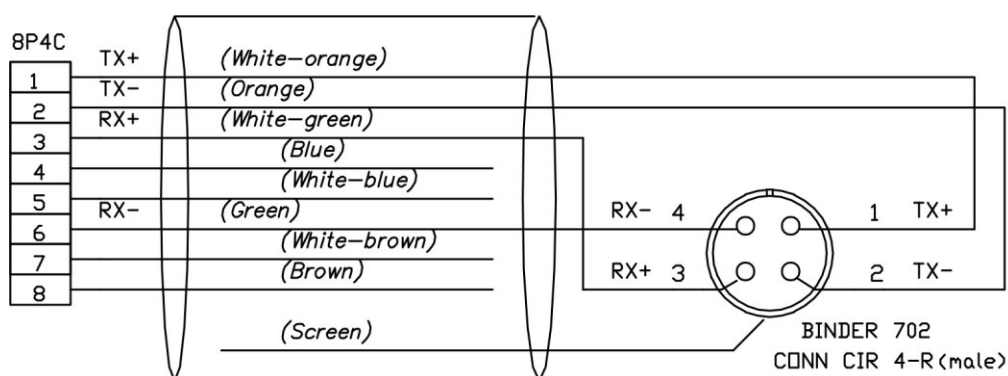 8P4C
TX+ (White-orange)
1
TX- (Orange)
2
RX+ (White-green)
3
(Blue)
4
(White-blue)
5
RX- (Green)
6
(White-brown)
7
(Brown)
8
(Screen)
RX- 4 1 TX+
RX+ 3 2 TX-
BINDER 702
CONN CIR 4-R(male)